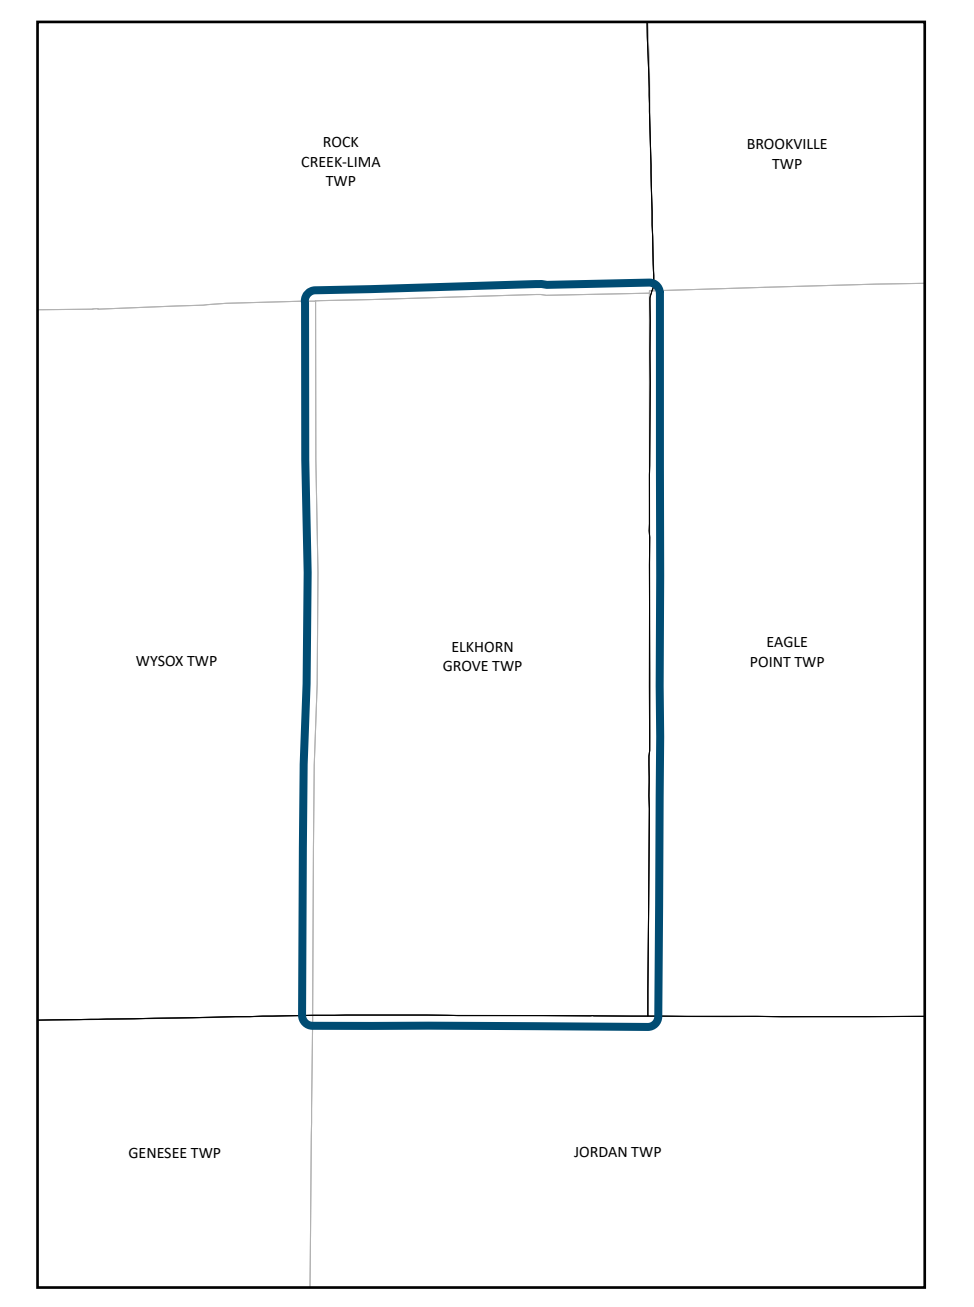 ROCK
CREEK-LIMA
TWP
BROOKVILLE
TWP
WYSOX TWP
ELKHORN
GROVE TWP
EAGLE
POINT TWP
GENESEE TWP
JORDAN TWP